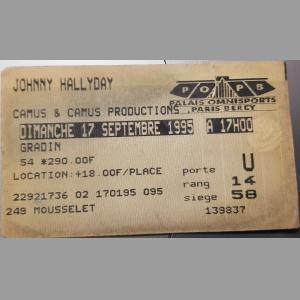 JOHNNY HALLYDAY
POPB
PALAIS OMNISPORTS
PARIS BERCY
CAMUS & CAMUS PRODUCTIONS
DIMANCHE 17 SEPTEMBRE 1995 A 17H00
GRADIN
54 *290.00F
LOCATION:+18.00F/PLACE
porte U
rang 14
siege 58
22921736 02 170195 095
249 MOUSSELET
139837